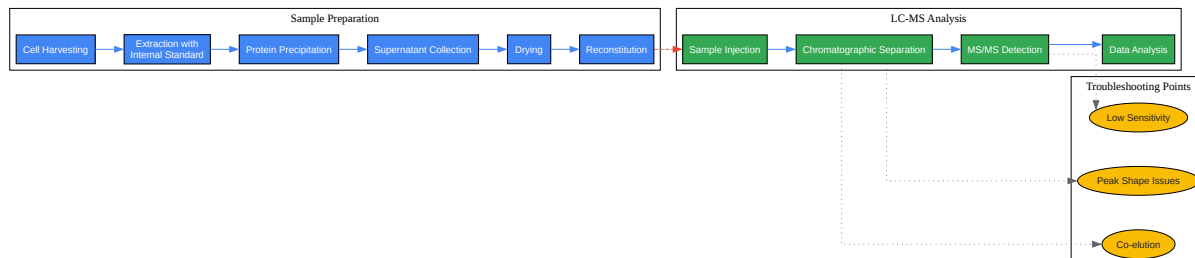 Sample Preparation
LC-MS Analysis
Cell Harvesting
Extraction with
Internal Standard
Protein Precipitation
Supernatant Collection
Drying
Reconstitution
Sample Injection
Chromatographic Separation
MS/MS Detection
Data Analysis
Troubleshooting Points
Low Sensitivity
Peak Shape Issues
Co-elution